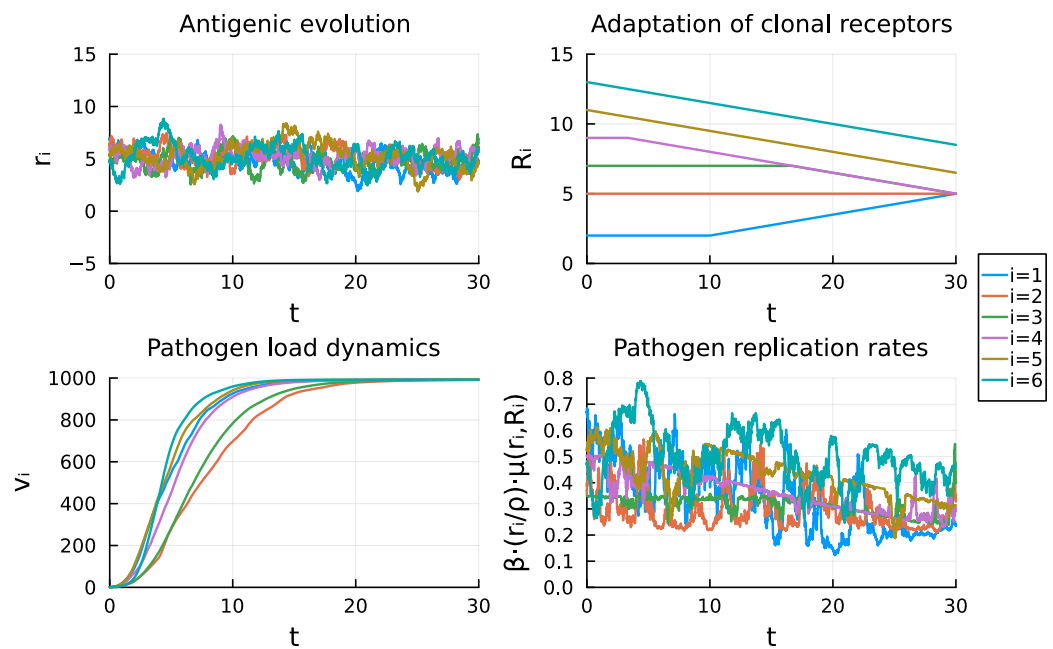 Antigenic evolution
15
10
5
0
−5
0
10
20
30
rᵢ
t
Adaptation of clonal receptors
15
10
5
0
0
10
20
30
Rᵢ
t
Pathogen load dynamics
1000
800
600
400
200
0
0
10
20
30
vᵢ
t
Pathogen replication rates
0.8
0.7
0.6
0.5
0.4
0.3
0.2
0.1
0.0
0
10
20
30
β⋅(rᵢ/ρ)⋅μ(rᵢ,Rᵢ)
t
i=1
i=2
i=3
i=4
i=5
i=6